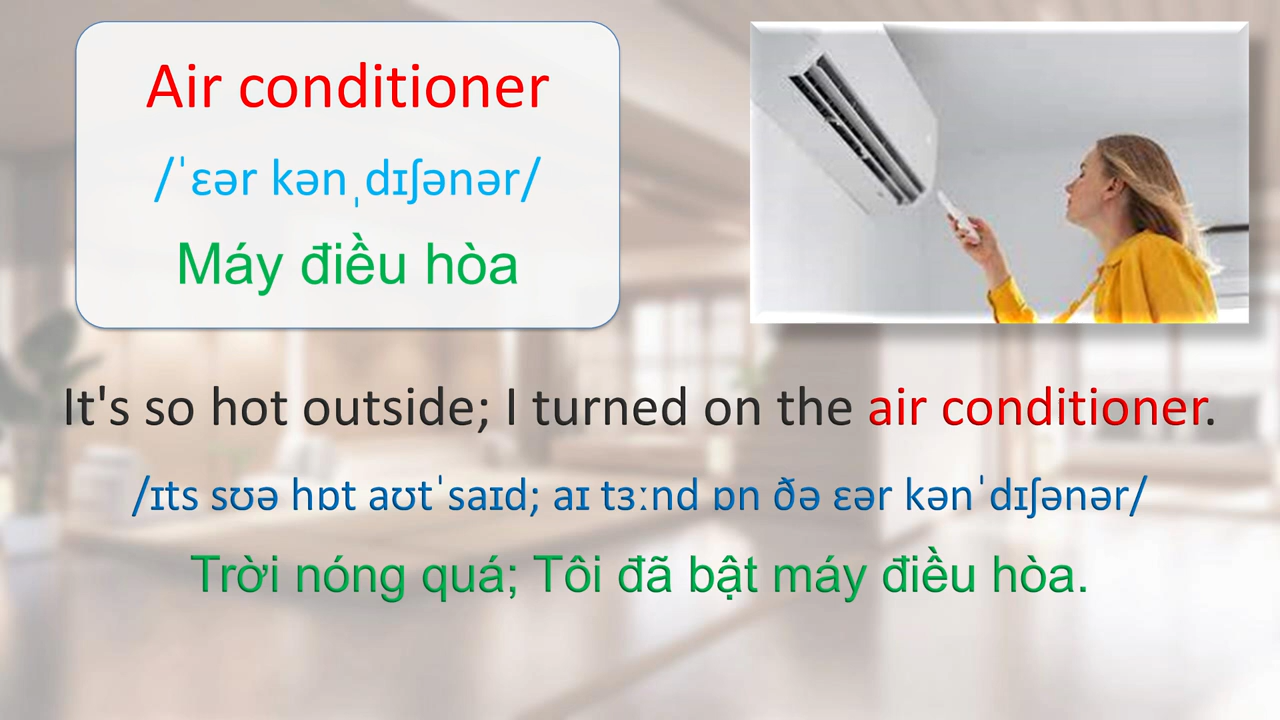 Air conditioner
/ˈɛər kənˌdɪʃənər/
Máy điều hòa
It's so hot outside; I turned on the air conditioner.
/ɪts sʊə hɒt aʊtˈsaɪd; aɪ tɜːnd ɒn ðə ɛər kənˈdɪʃənər/
Trời nóng quá; Tôi đã bật máy điều hòa.